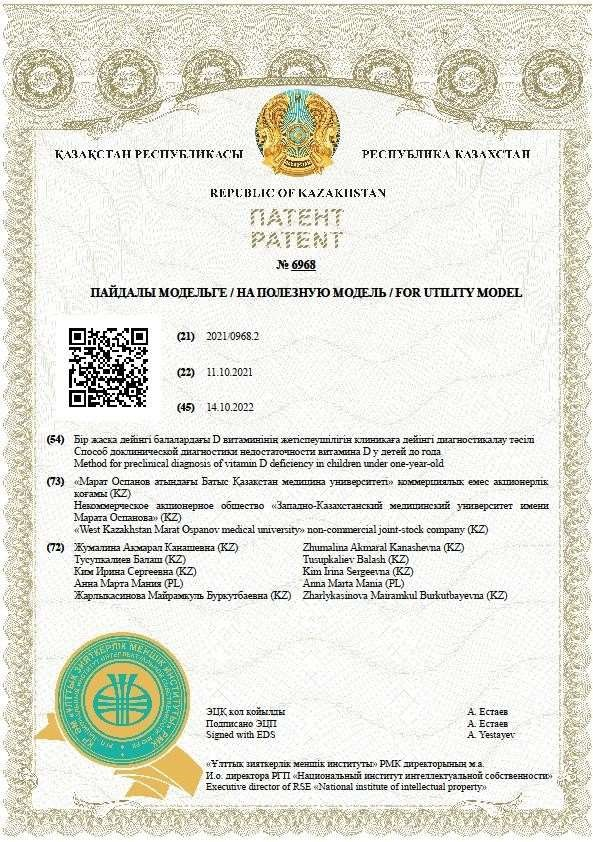 ҚАЗАҚСТАН РЕСПУБЛИКАСЫ
РЕСПУБЛИКА КАЗАХСТАН
REPUBLIC OF KAZAKHSTAN
ПАТЕНТ
PATENT
№ 6968
ПАЙДАЛЫ МОДЕЛЬГЕ / НА ПОЛЕЗНУЮ МОДЕЛЬ / FOR UTILITY MODEL
(21) 2021/0968.2
(22) 11.10.2021
(45) 14.10.2022
(54) Бір жасқа дейінгі балалардағы D витаминінің жетіспеушілігін клиникаға дейінгі диагностикалау тәсілі
Способ доклинической диагностики недостаточности витамина D у детей до года
Method for preclinical diagnosis of vitamin D deficiency in children under one-year-old
(73) «Марат Оспанов атындағы Батыс Қазақстан медицина университеті» коммерциялық емес акционерлік
қоғамы (KZ)
Некоммерческое акционерное общество «Западно-Казахстанский медицинский университет имени
Марата Оспанова» (KZ)
«West Kazakhstan Marat Ospanov medical university» non-commercial joint-stock company (KZ)
(72) Жумалина Акмарал Канашевна (KZ) Zhumalina Akmaral Kanashevna (KZ)
Тусупкалиев Балаш (KZ) Tusupkaliev Balash (KZ)
Ким Ирина Сергеевна (KZ) Kim Irina Sergeevna (KZ)
Анна Марта Мания (PL) Anna Marta Mania (PL)
Жарлыкасинова Майрамкуль Буркутбаевна (KZ) Zharlykasinova Mairamkul Burkutbayevna (KZ)
ЭЦҚ қол қойылды А. Естаев
Подписано ЭЦП А. Естаев
Signed with EDS A. Yestayev
«Ұлттық зияткерлік меншік институты» РМК директорының м.а.
И.о. директора РГП «Национальный институт интеллектуальной собственности»
Executive director of RSE «National institute of intellectual property»